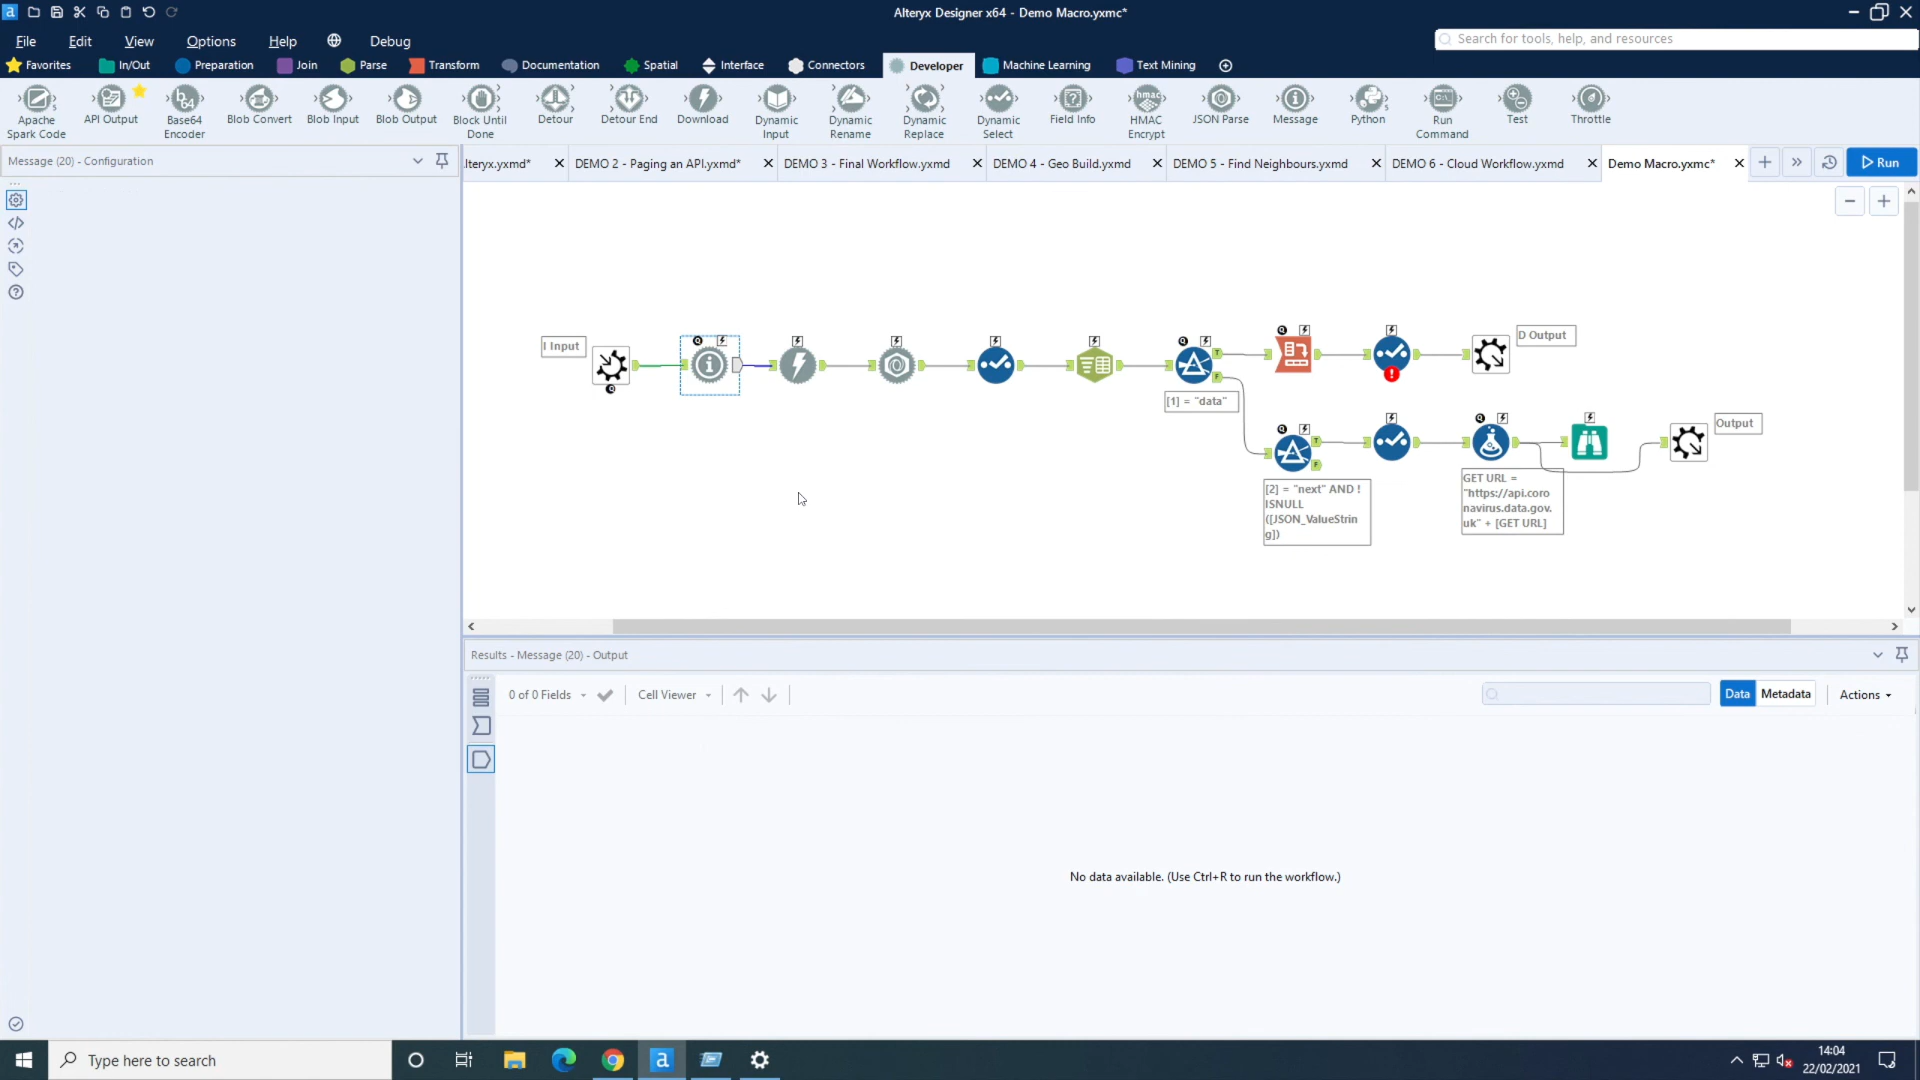 Alteryx Designer x64 - Demo Macro.yxmc*
File Edit View Options Help Debug
Search for tools, help, and resources
Favorites In/Out Preparation Join Parse Transform Documentation Spatial Interface Connectors Developer Machine Learning Text Mining
Apache Spark Code
API Output
Base64 Encoder
Blob Convert
Blob Input
Blob Output
Block Until Done
Detour
Detour End
Download
Dynamic Input
Dynamic Rename
Dynamic Replace
Dynamic Select
Field Info
HMAC Encrypt
JSON Parse
Message
Python
Run Command
Test
Throttle
Message (20) - Configuration
lteryx.yxmd*
DEMO 2 - Paging an API.yxmd*
DEMO 3 - Final Workflow.yxmd
DEMO 4 - Geo Build.yxmd
DEMO 5 - Find Neighbours.yxmd
DEMO 6 - Cloud Workflow.yxmd
Demo Macro.yxmc*
Run
I Input
D Output
[1] = "data"
Output
[2] = "next" AND !
ISNULL
([JSON_ValueStrin
g])
GET URL =
"https://api.coro
navirus.data.gov.
uk" + [GET URL]
Results - Message (20) - Output
0 of 0 Fields
Cell Viewer
Data
Metadata
Actions
No data available. (Use Ctrl+R to run the workflow.)
Type here to search
14:04
22/02/2021